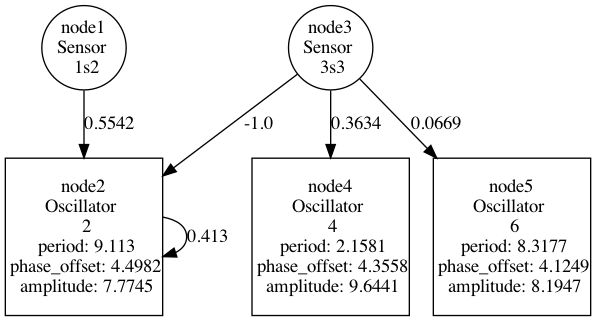 node1
Sensor
1s2
node3
Sensor
3s3
0.5542
-1.0
0.3634
0.0669
node2
Oscillator
2
period: 9.113
phase_offset: 4.4982
amplitude: 7.7745
0.413
node4
Oscillator
4
period: 2.1581
phase_offset: 4.3558
amplitude: 9.6441
node5
Oscillator
6
period: 8.3177
phase_offset: 4.1249
amplitude: 8.1947